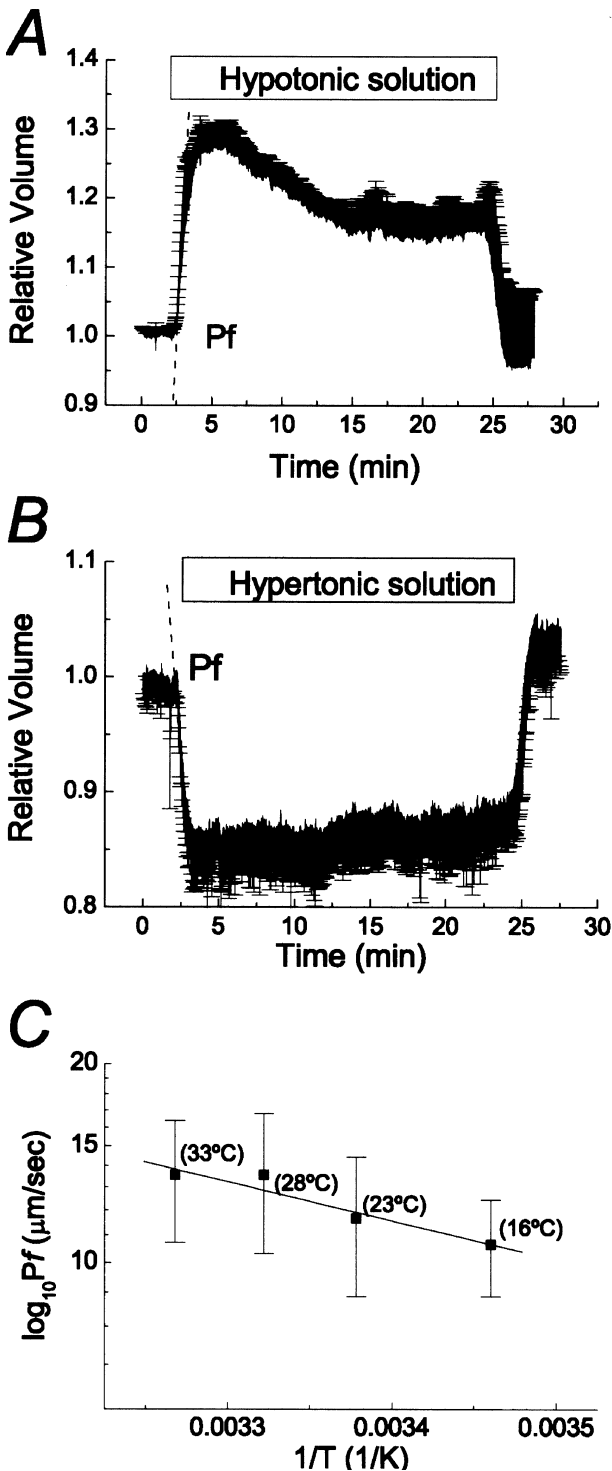 A
Hypotonic solution
1.4
1.3
1.2
1.1
1.0
0.9
Relative Volume
Pf
0 5 10 15 20 25 30
Time (min)
B
Hypertonic solution
1.1
1.0
0.9
0.8
Relative Volume
Pf
0 5 10 15 20 25 30
Time (min)
C
20
15
10
log10Pf (μm/sec)
(33ºC)
(28ºC)
(23ºC)
(16ºC)
0.0033 0.0034 0.0035
1/T (1/K)